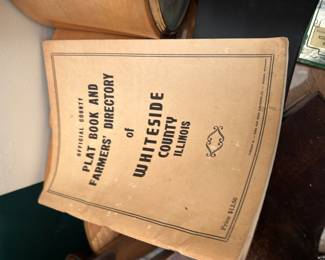 OFFICIAL COUNTY
PLAT BOOK AND
FARMERS' DIRECTORY
of
WHITESIDE
COUNTY
ILLINOIS